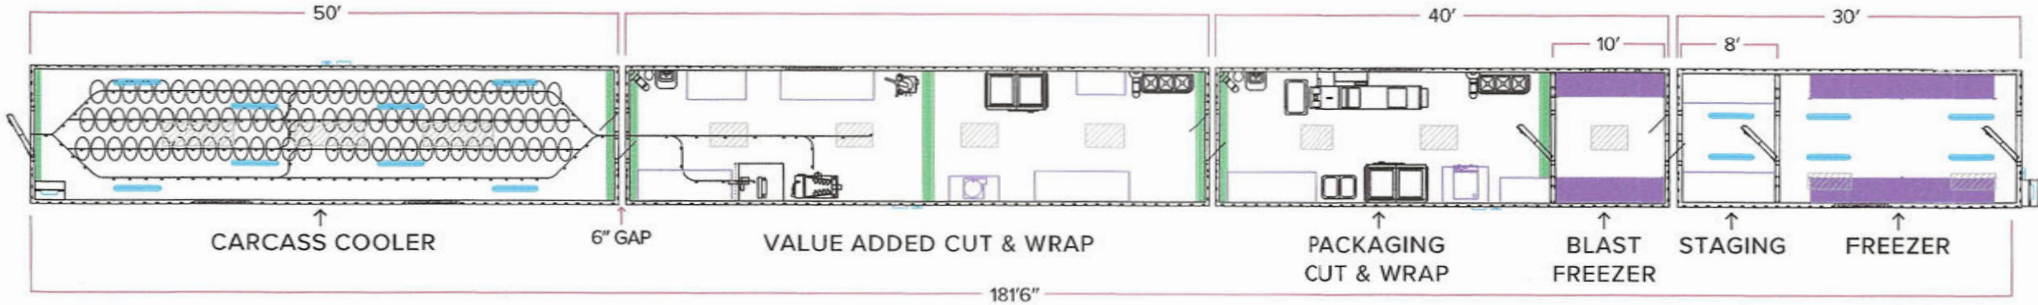 50′
40′
30′
10′
8′
CARCASS COOLER
6″ GAP
VALUE ADDED CUT & WRAP
PACKAGING
CUT & WRAP
BLAST
FREEZER
STAGING
FREEZER
181′6″